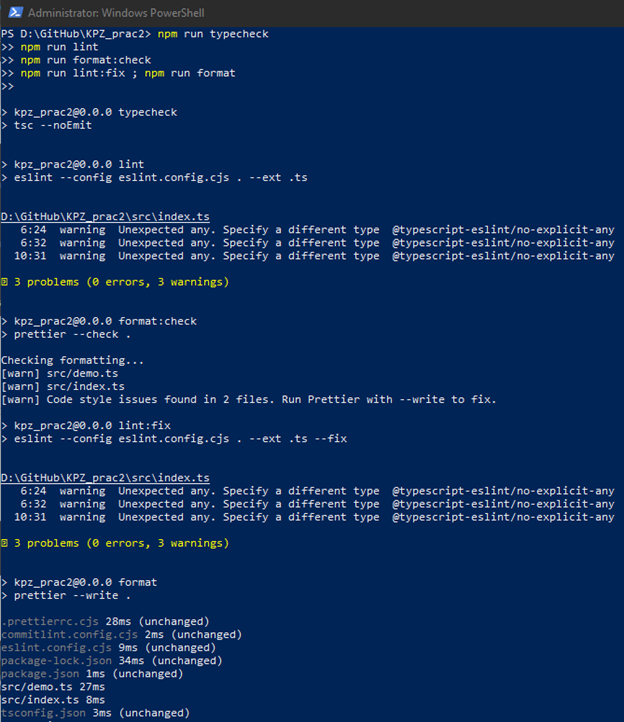 Administrator: Windows PowerShell
PS D:\GitHub\KPZ_prac2> npm run typecheck
>> npm run lint
>> npm run format:check
>> npm run lint:fix ; npm run format
>>
> kpz_prac2@0.0.0 typecheck
> tsc --noEmit
> kpz_prac2@0.0.0 lint
> eslint --config eslint.config.cjs . --ext .ts
D:\GitHub\KPZ_prac2\src\index.ts
6:24 warning Unexpected any. Specify a different type @typescript-eslint/no-explicit-any
6:32 warning Unexpected any. Specify a different type @typescript-eslint/no-explicit-any
10:31 warning Unexpected any. Specify a different type @typescript-eslint/no-explicit-any
3 problems (0 errors, 3 warnings)
> kpz_prac2@0.0.0 format:check
> prettier --check .
Checking formatting...
[warn] src/demo.ts
[warn] src/index.ts
[warn] Code style issues found in 2 files. Run Prettier with --write to fix.
> kpz_prac2@0.0.0 lint:fix
> eslint --config eslint.config.cjs . --ext .ts --fix
D:\GitHub\KPZ_prac2\src\index.ts
6:24 warning Unexpected any. Specify a different type @typescript-eslint/no-explicit-any
6:32 warning Unexpected any. Specify a different type @typescript-eslint/no-explicit-any
10:31 warning Unexpected any. Specify a different type @typescript-eslint/no-explicit-any
3 problems (0 errors, 3 warnings)
> kpz_prac2@0.0.0 format
> prettier --write .
.prettierrc.cjs 28ms (unchanged)
commitlint.config.cjs 2ms (unchanged)
eslint.config.cjs 9ms (unchanged)
package-lock.json 34ms (unchanged)
package.json 1ms (unchanged)
src/demo.ts 27ms
src/index.ts 8ms
tsconfig.json 3ms (unchanged)